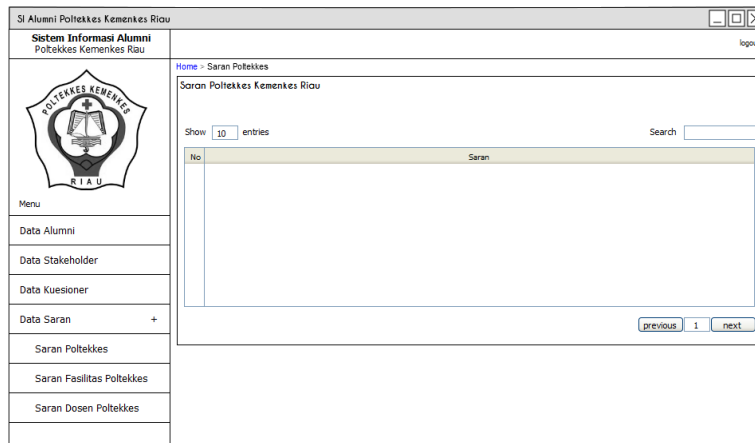 SI Alumni Poltekkes Kemenkes Riau
Sistem Informasi Alumni
Poltekkes Kemenkes Riau
POLTEKKES KEMENKES
RIAU
Menu
Data Alumni
Data Stakeholder
Data Kuesioner
Data Saran +
Saran Poltekkes
Saran Fasilitas Poltekkes
Saran Dosen Poltekkes
Home > Saran Poltekkes
Saran Poltekkes Kemenkes Riau
Show 10 entries
Search
No Saran
previous 1 next